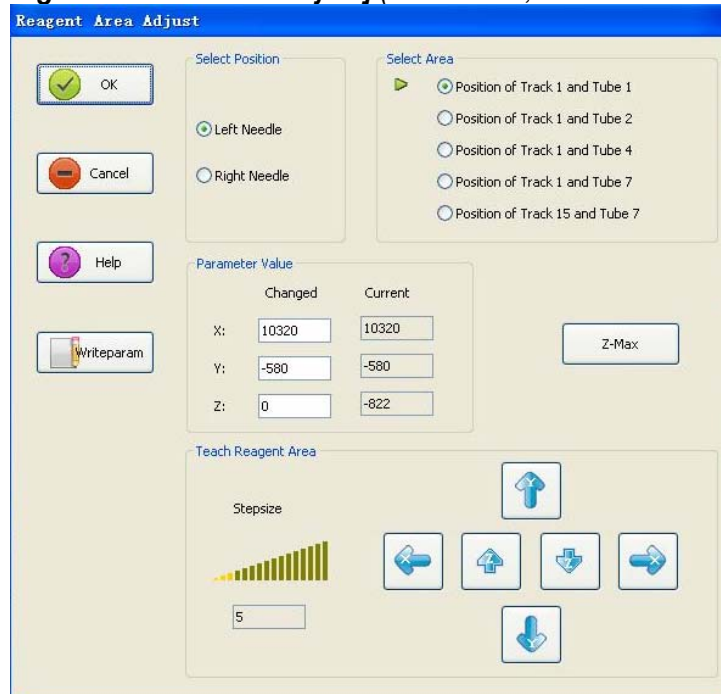 Reagent Area Adjust
OK
Cancel
Help
Writeparam
Select Position
Left Needle
Right Needle
Select Area
Position of Track 1 and Tube 1
Position of Track 1 and Tube 2
Position of Track 1 and Tube 4
Position of Track 1 and Tube 7
Position of Track 15 and Tube 7
Parameter Value
Changed Current
X: 10320 10320
Y: -580 -580
Z: 0 -822
Z-Max
Teach Reagent Area
Stepsize
5
Y
X Z Z X
Y